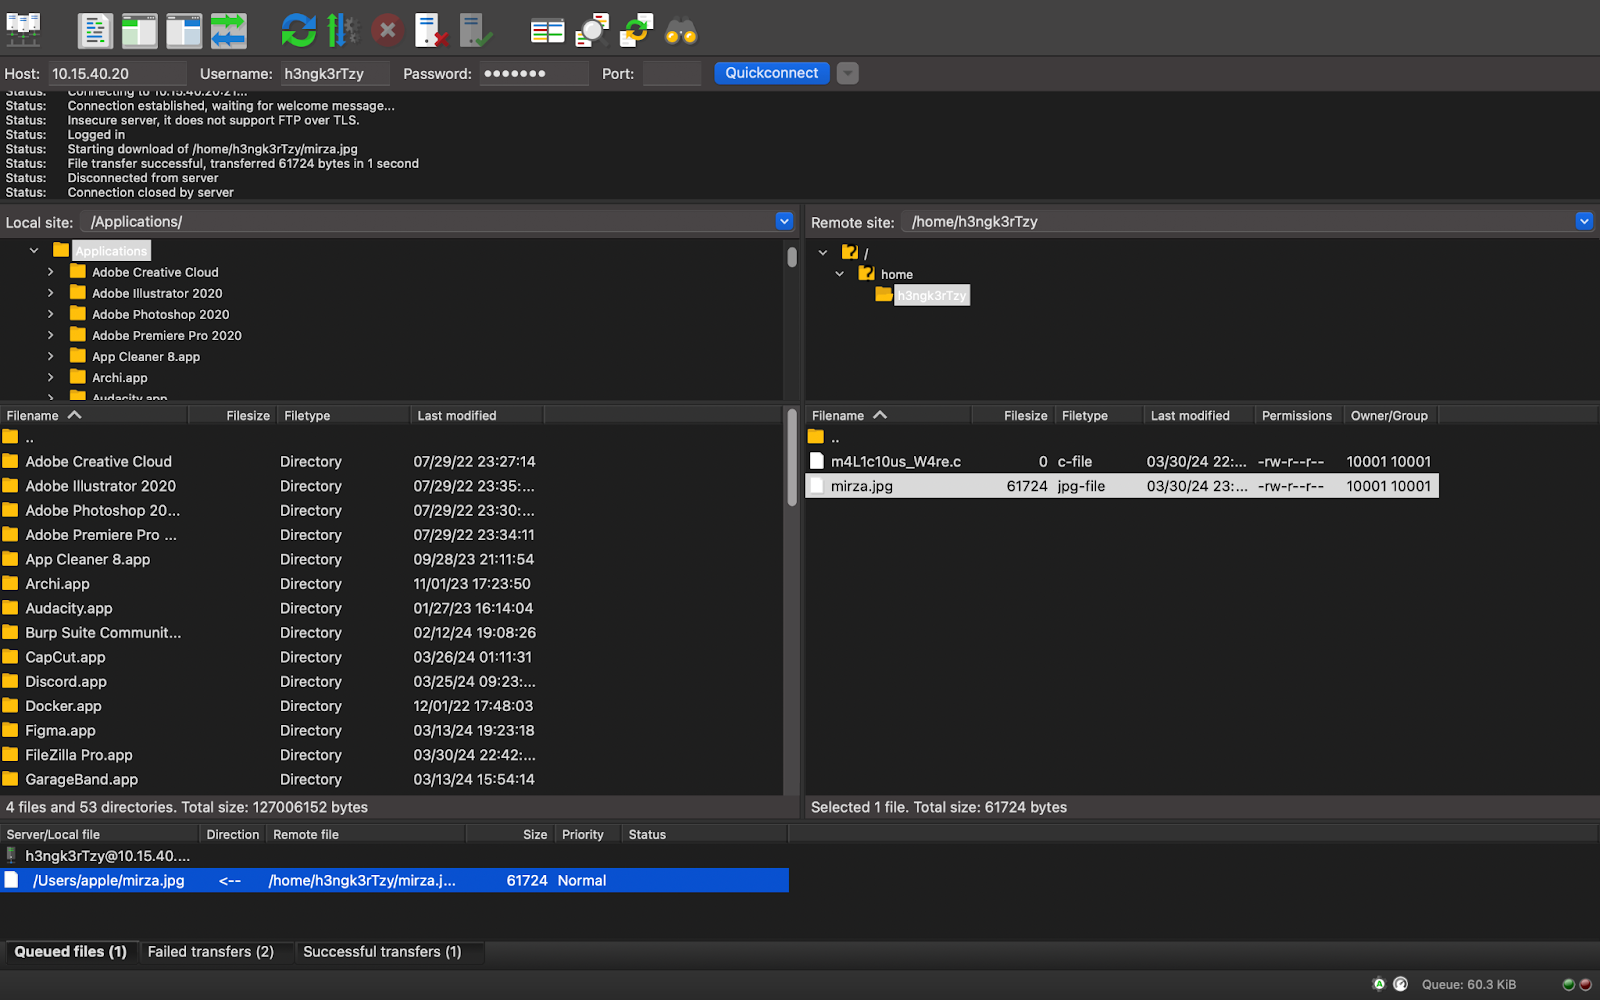 Host: 10.15.40.20 Username: h3ngk3rTzy Password: ●●●●●●● Port: Quickconnect
Status: Connecting to 10.15.40.20:21...
Status: Connection established, waiting for welcome message...
Status: Insecure server, it does not support FTP over TLS.
Status: Logged in
Status: Starting download of /home/h3ngk3rTzy/mirza.jpg
Status: File transfer successful, transferred 61724 bytes in 1 second
Status: Disconnected from server
Status: Connection closed by server
Local site: /Applications/
Applications
Adobe Creative Cloud
Adobe Illustrator 2020
Adobe Photoshop 2020
Adobe Premiere Pro 2020
App Cleaner 8.app
Archi.app
Audacity.app
Filename Filesize Filetype Last modified
..
Adobe Creative Cloud Directory 07/29/22 23:27:14
Adobe Illustrator 2020 Directory 07/29/22 23:35:...
Adobe Photoshop 20... Directory 07/29/22 23:30:...
Adobe Premiere Pro ... Directory 07/29/22 23:34:11
App Cleaner 8.app Directory 09/28/23 21:11:54
Archi.app Directory 11/01/23 17:23:50
Audacity.app Directory 01/27/23 16:14:04
Burp Suite Communit... Directory 02/12/24 19:08:26
CapCut.app Directory 03/26/24 01:11:31
Discord.app Directory 03/25/24 09:23:...
Docker.app Directory 12/01/22 17:48:03
Figma.app Directory 03/13/24 19:23:18
FileZilla Pro.app Directory 03/30/24 22:42:...
GarageBand.app Directory 03/13/24 15:54:14
4 files and 53 directories. Total size: 127006152 bytes
Remote site: /home/h3ngk3rTzy
/
home
h3ngk3rTzy
Filename Filesize Filetype Last modified Permissions Owner/Group
..
m4L1c10us_W4re.c 0 c-file 03/30/24 22:... -rw-r--r-- 10001 10001
mirza.jpg 61724 jpg-file 03/30/24 23:... -rw-r--r-- 10001 10001
Selected 1 file. Total size: 61724 bytes
Server/Local file Direction Remote file Size Priority Status
h3ngk3rTzy@10.15.40....
/Users/apple/mirza.jpg <-- /home/h3ngk3rTzy/mirza.j... 61724 Normal
Queued files (1) Failed transfers (2) Successful transfers (1)
Queue: 60.3 KiB